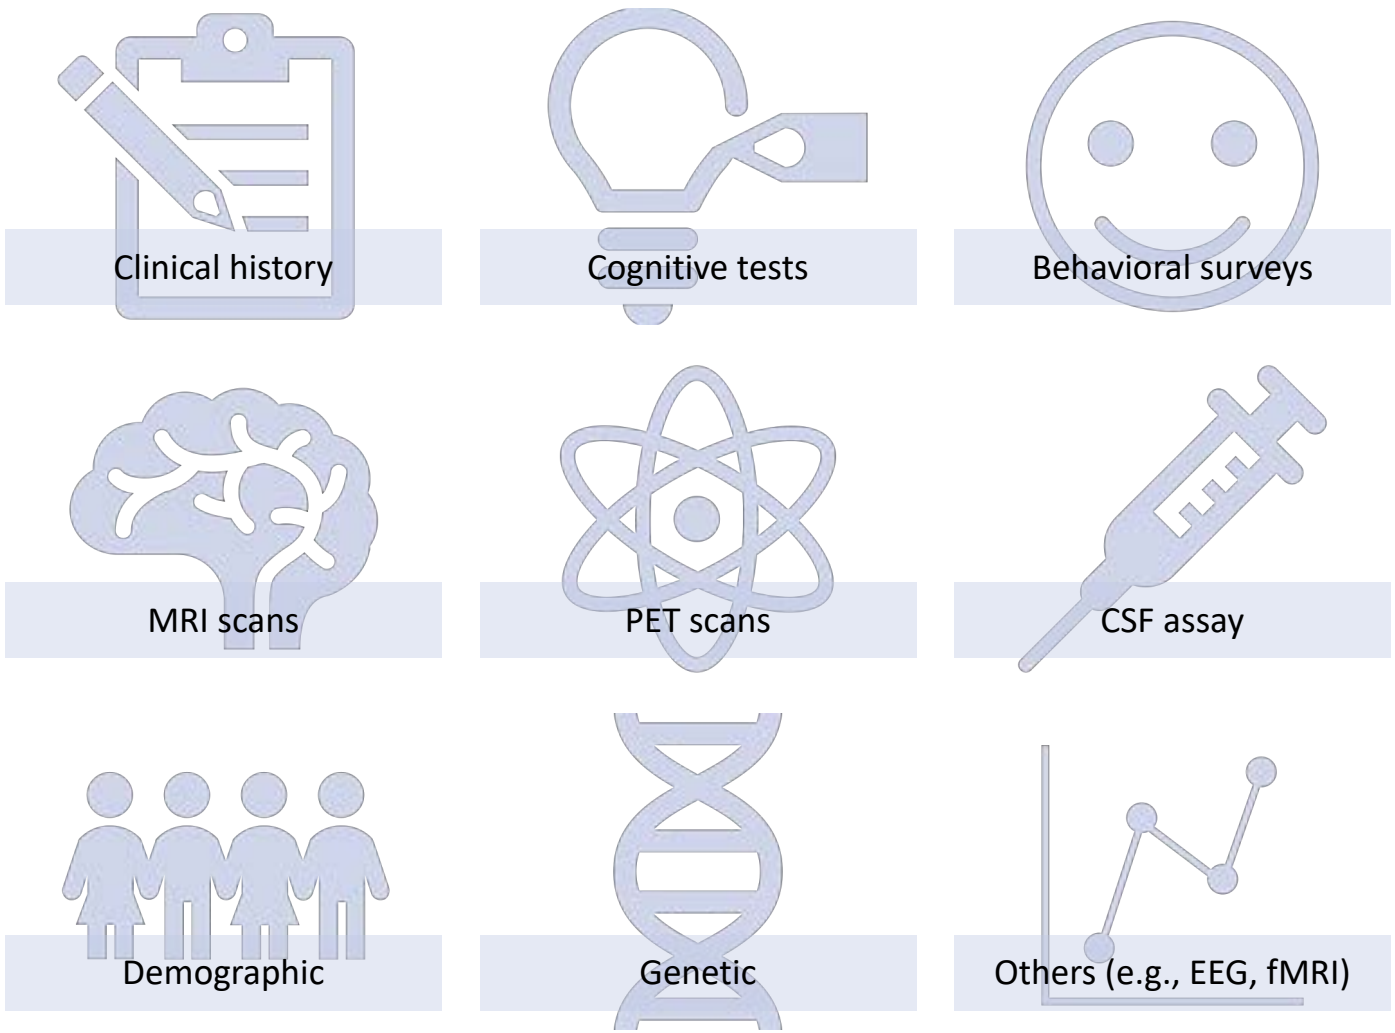 Clinical history
Cognitive tests
Behavioral surveys
MRI scans
PET scans
CSF assay
Demographic
Genetic
Others (e.g., EEG, fMRI)